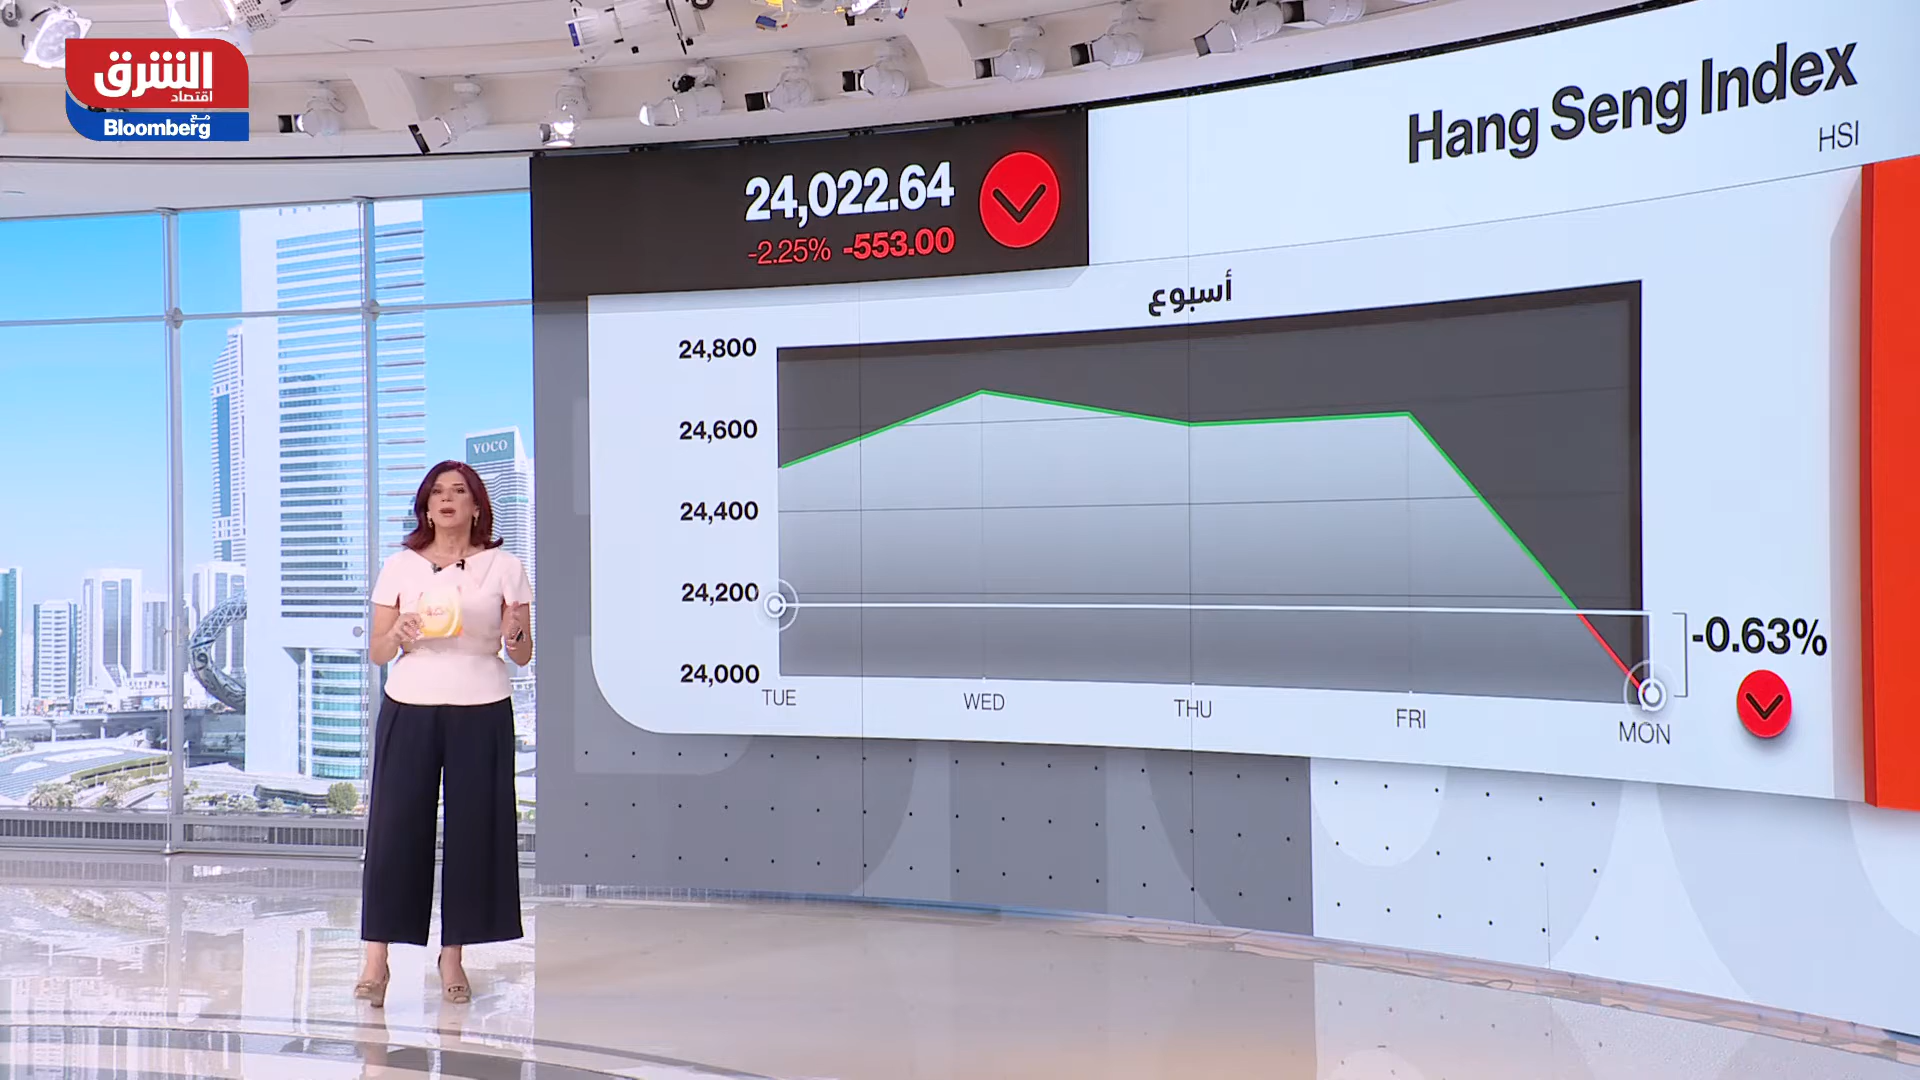 الشرق
اقتصاد
مع
Bloomberg
Hang Seng Index
HSI
24,022.64
-2.25% -553.00
أسبوع
24,800
24,600
24,400
24,200
24,000
TUE
WED
THU
FRI
MON
-0.63%
VOCO